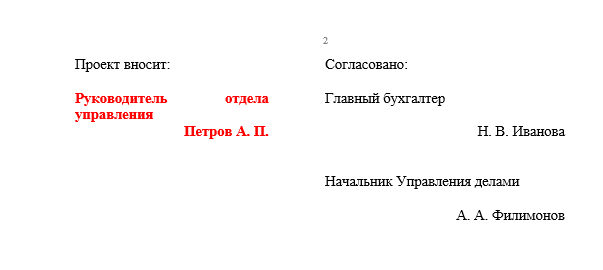 2
Проект вносит:
Руководитель отдела
управления
Петров А. П.
Согласовано:
Главный бухгалтер
Н. В. Иванова
Начальник Управления делами
А. А. Филимонов